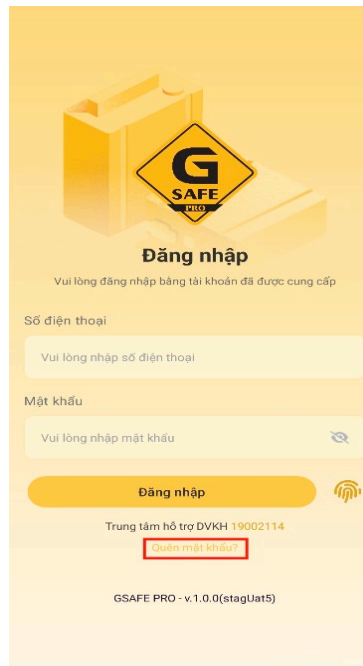 G
SAFE
PRO
Đăng nhập
Vui lòng đăng nhập bằng tài khoản đã được cung cấp
Số điện thoại
Vui lòng nhập số điện thoại
Mật khẩu
Vui lòng nhập mật khẩu
Đăng nhập
Trung tâm hỗ trợ DVKH 19002114
Quên mật khẩu?
GSAFE PRO - v.1.0.0(stagUat5)